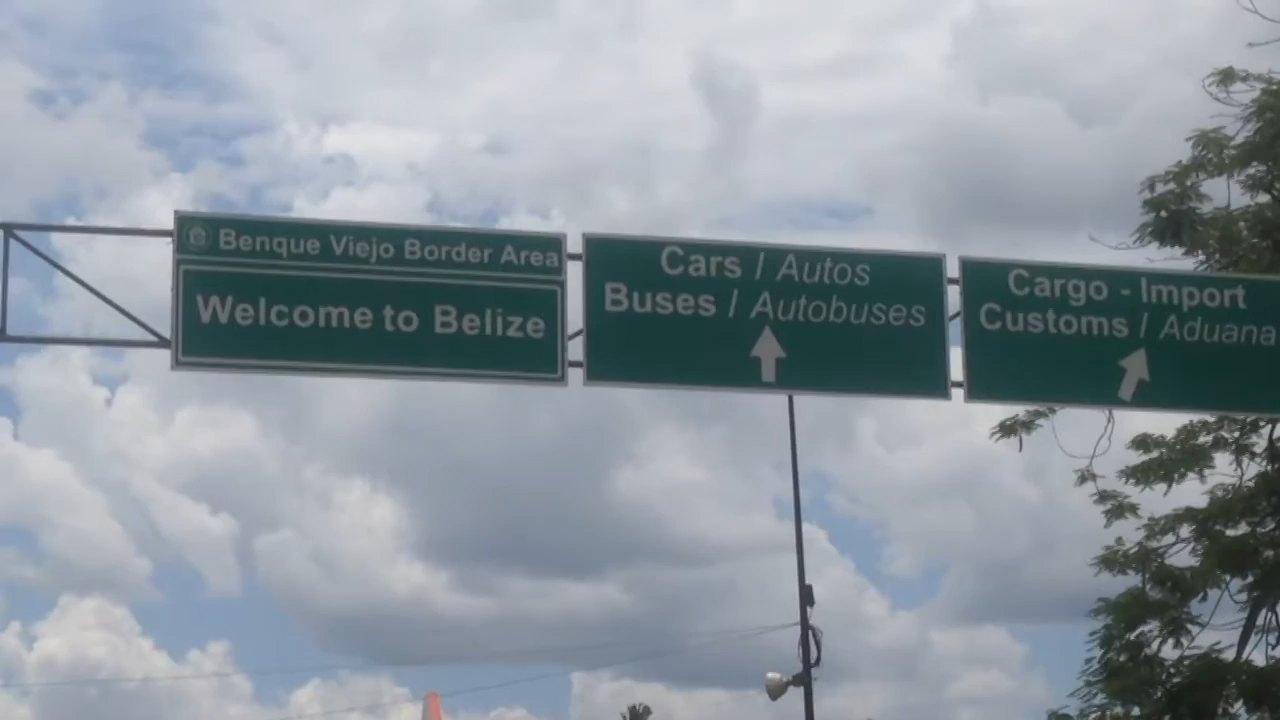 Benque Viejo Border Area
Welcome to Belize
Cars / Autos
Buses / Autobuses
Cargo - Import
Customs / Aduana